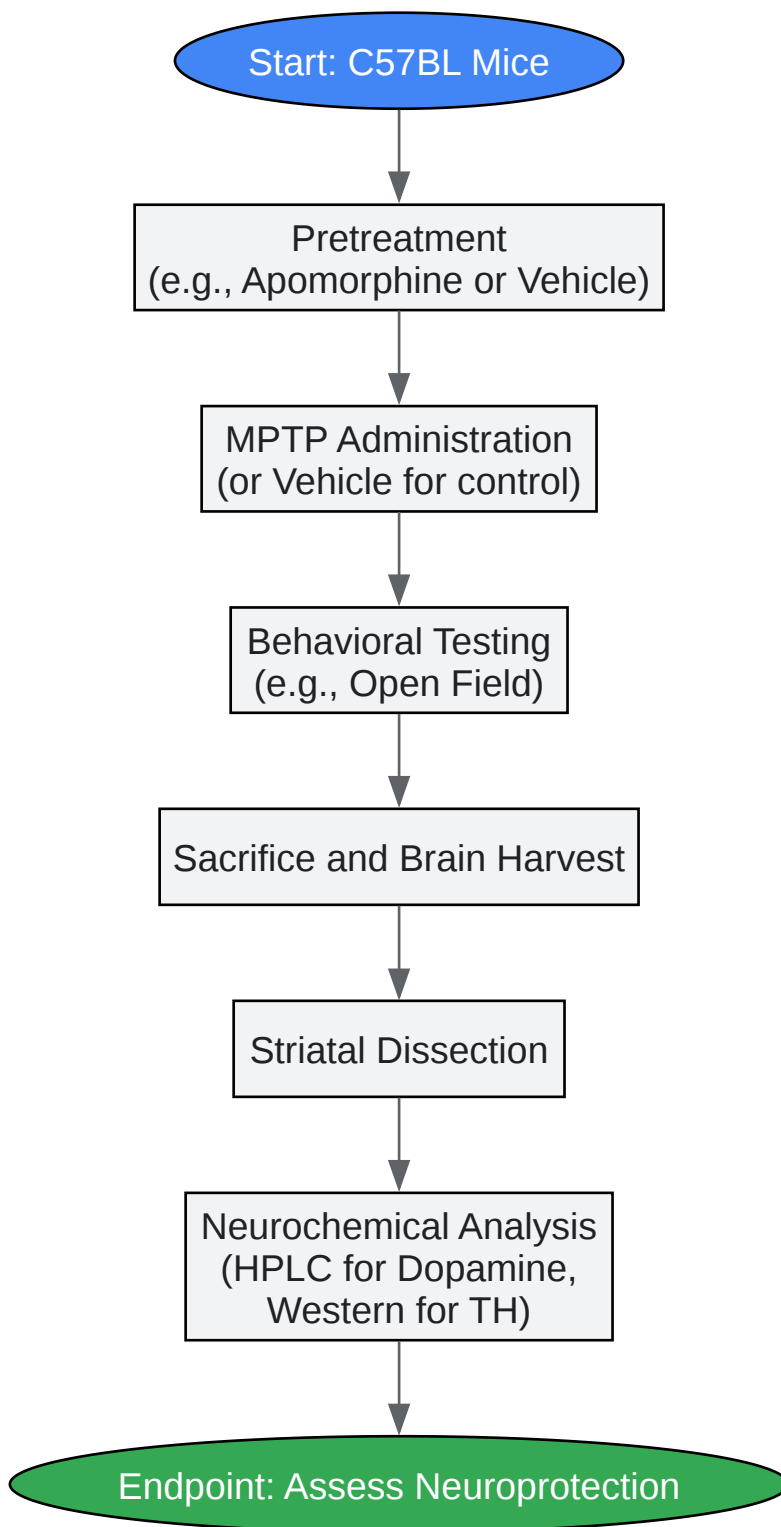 Start: C57BL Mice
Pretreatment
(e.g., Apomorphine or Vehicle)
MPTP Administration
(or Vehicle for control)
Behavioral Testing
(e.g., Open Field)
Sacrifice and Brain Harvest
Striatal Dissection
Neurochemical Analysis
(HPLC for Dopamine,
Western for TH)
Endpoint: Assess Neuroprotection